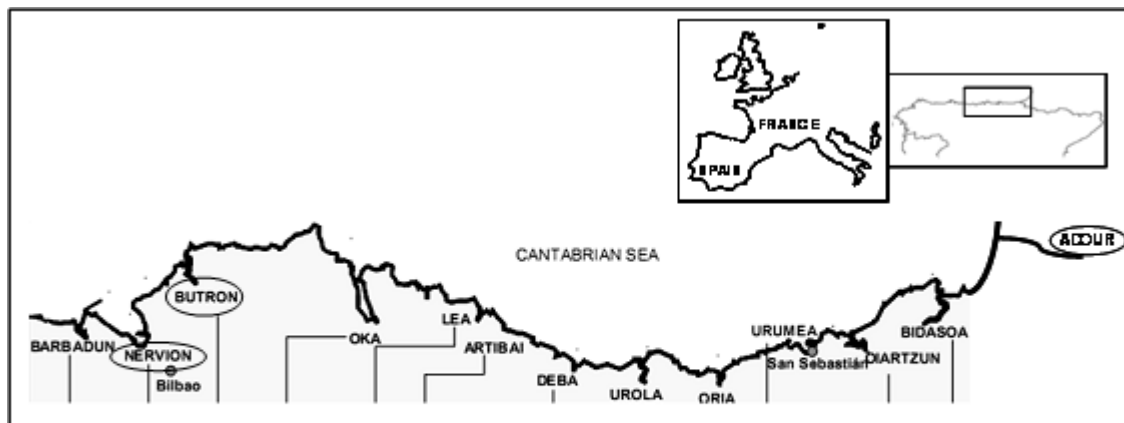 FRANCE
SPAIN
ADOUR
CANTABRIAN SEA
BUTRON
LEA
URUMEA
BIDASOA
BARBADUN
NERVION
OKA
ARTIBAI
San Sebastián
OIARTZUN
Bilbao
DEBA
UROLA
ORIA